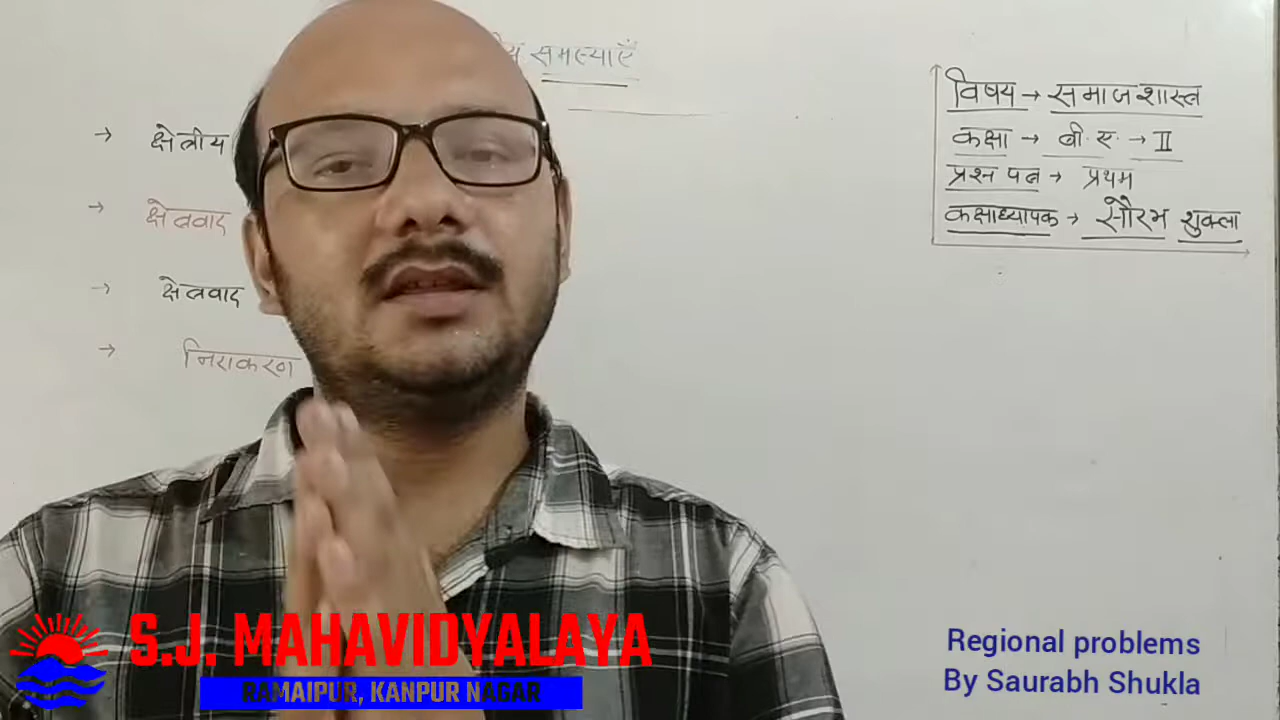 समस्याएँ
→ क्षेत्रीय
→ क्षेत्रवाद
→ क्षेत्रवाद
→ निराकरण
विषय → समाजशास्त्र
कक्षा → बी.ए. → II
प्रश्न पत्र → प्रथम
कक्षाध्यापक → सौरभ शुक्ला
S.J. MAHAVIDYALAYA
RAMAIPUR, KANPUR NAGAR
Regional problems
By Saurabh Shukla